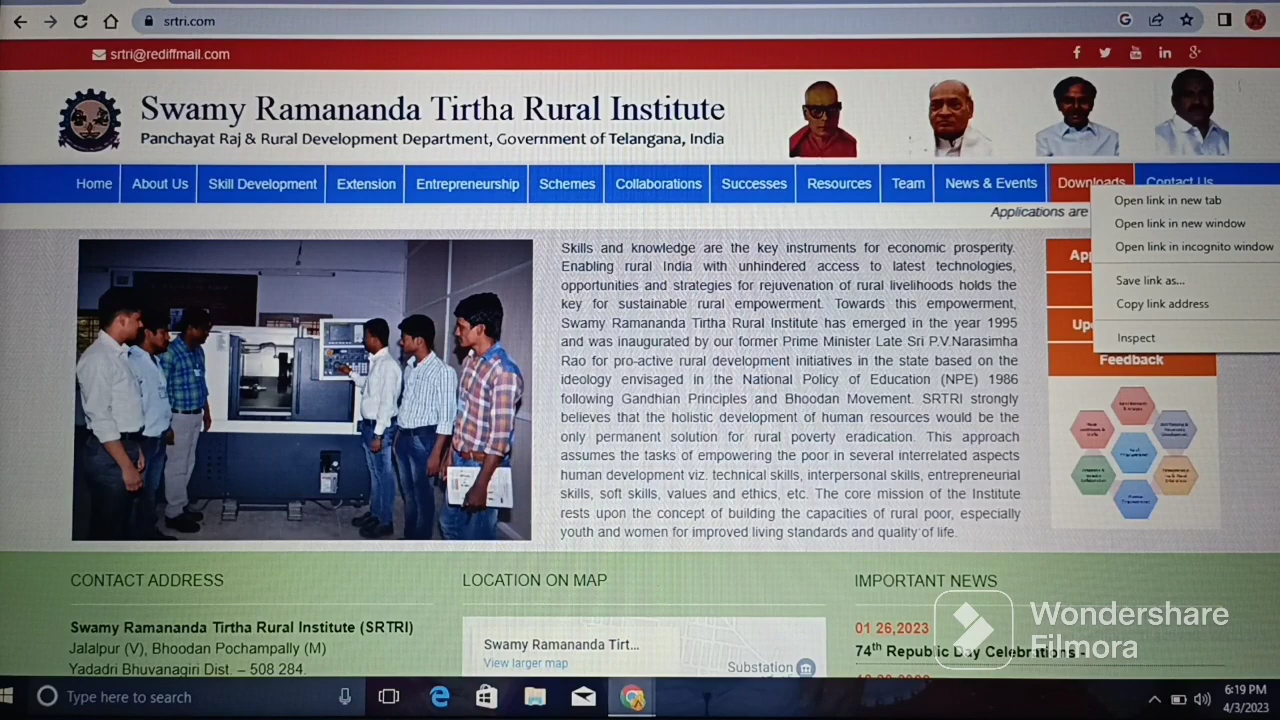 srtri.com
G
srtri@rediffmail.com
Swamy Ramananda Tirtha Rural Institute
Panchayat Raj & Rural Development Department, Government of Telangana, India
Home About Us Skill Development Extension Entrepreneurship Schemes Collaborations Successes Resources Team News & Events Downloads Contact Us
Applications are
Open link in new tab
Open link in new window
Open link in incognito window
Save link as...
Copy link address
Inspect
App
Up
Feedback
Skills and knowledge are the key instruments for economic prosperity.
Enabling rural India with unhindered access to latest technologies,
opportunities and strategies for rejuvenation of rural livelihoods holds the
key for sustainable rural empowerment. Towards this empowerment,
Swamy Ramananda Tirtha Rural Institute has emerged in the year 1995
and was inaugurated by our former Prime Minister Late Sri P.V.Narasimha
Rao for pro-active rural development initiatives in the state based on the
ideology envisaged in the National Policy of Education (NPE) 1986
following Gandhian Principles and Bhoodan Movement. SRTRI strongly
believes that the holistic development of human resources would be the
only permanent solution for rural poverty eradication. This approach
assumes the tasks of empowering the poor in several interrelated aspects
human development viz. technical skills, interpersonal skills, entrepreneurial
skills, soft skills, values and ethics, etc. The core mission of the Institute
rests upon the concept of building the capacities of rural poor, especially
youth and women for improved living standards and quality of life.
CONTACT ADDRESS
Swamy Ramananda Tirtha Rural Institute (SRTRI)
Jalalpur (V), Bhoodan Pochampally (M)
Yadadri Bhuvanagiri Dist. – 508 284.
LOCATION ON MAP
Swamy Ramananda Tirt...
View larger map
Substation
IMPORTANT NEWS
01 26,2023
74th Republic Day Celebrations -
Wondershare
Filmora
Type here to search
6:19 PM
4/3/2023